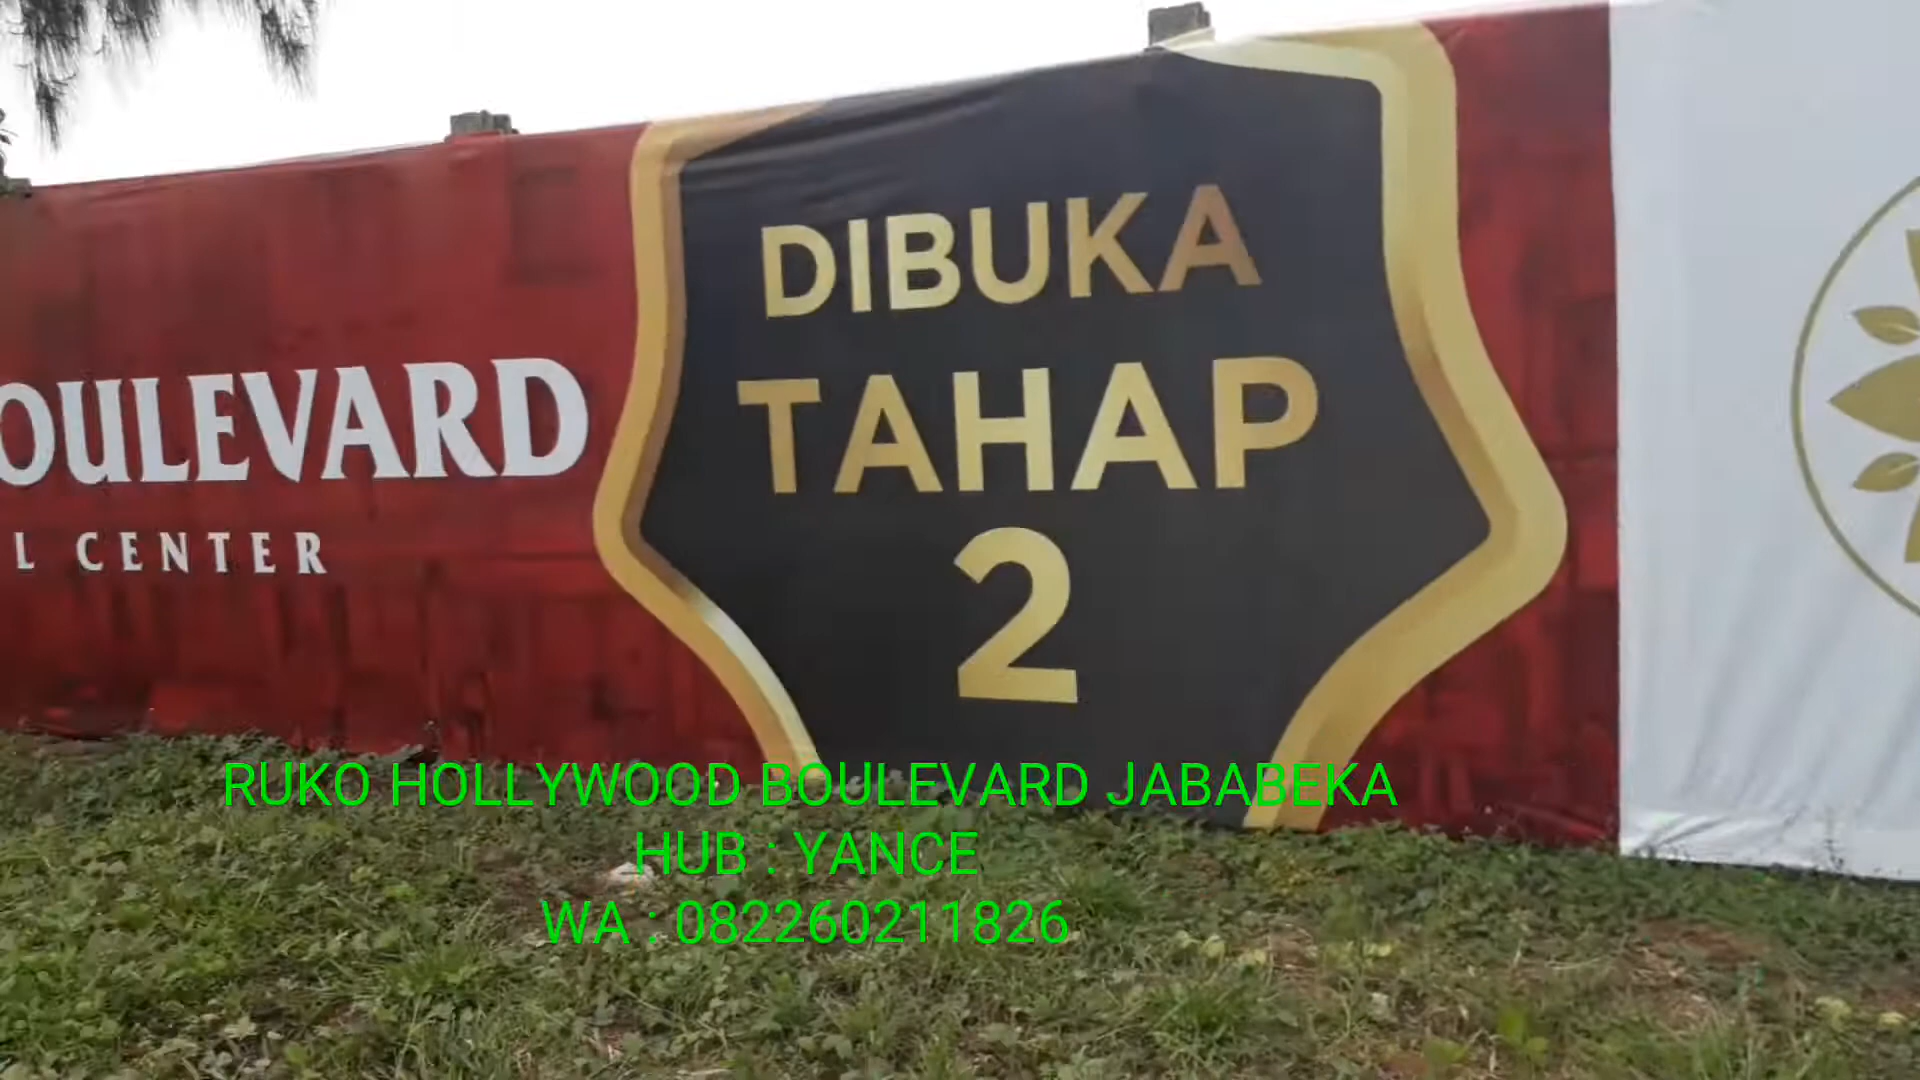 OULEVARD
L CENTER
DIBUKA
TAHAP
2
RUKO HOLLYWOOD BOULEVARD JABABEKA
HUB : YANCE
WA : 082260211826